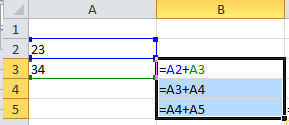 A B
1
2 23
3 34 =A2+A3
4 =A3+A4
5 =A4+A5 =